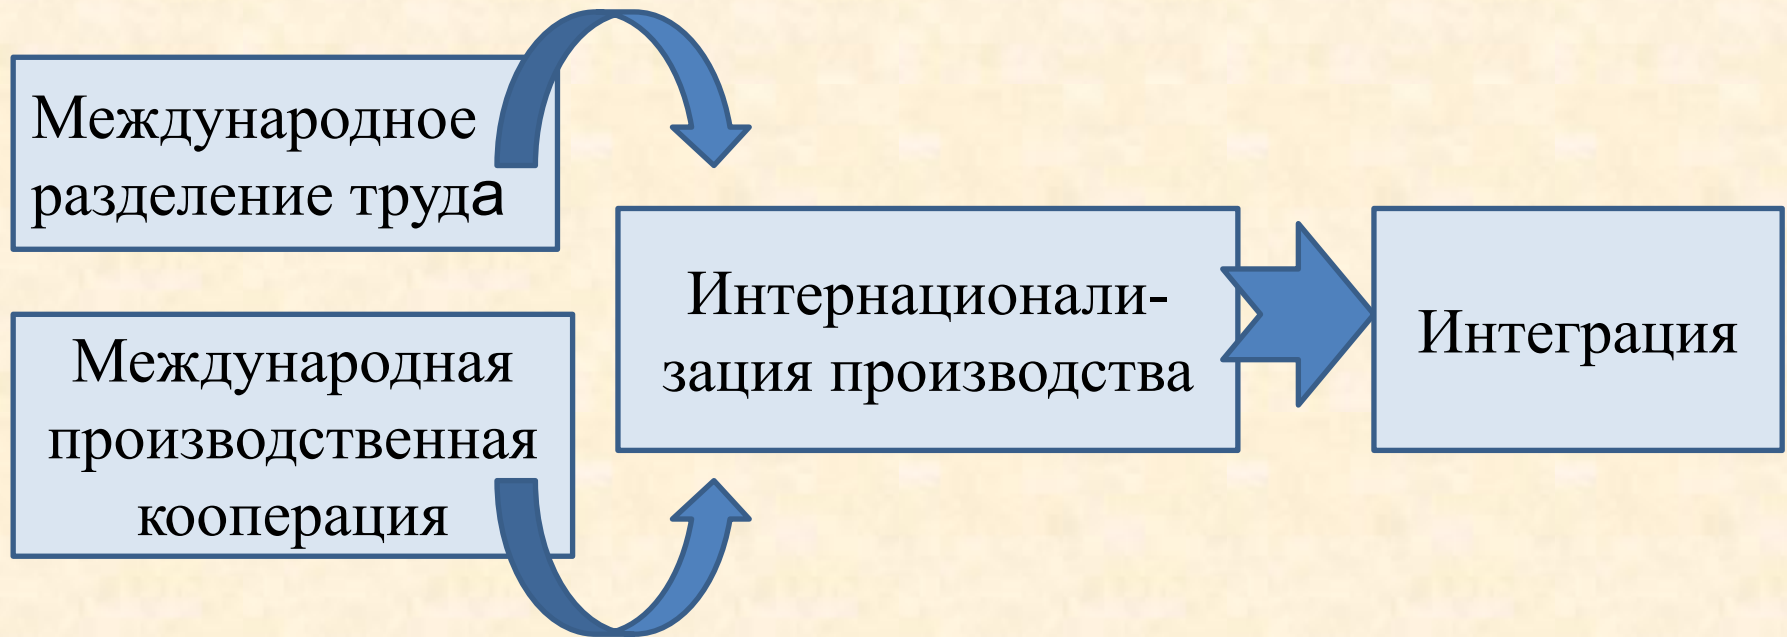 Международное
разделение труда
Международная
производственная
кооперация
Интернационали-
зация производства
Интеграция